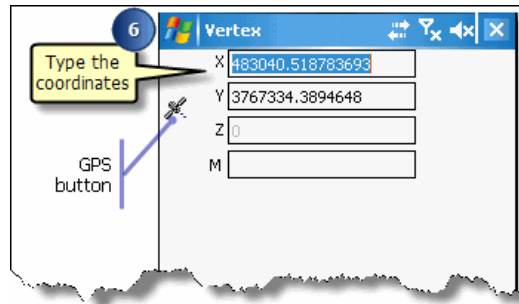 6
Vertex
Type the
coordinates
X 483040.518783693
Y 3767334.3894648
Z 0
M
GPS
button